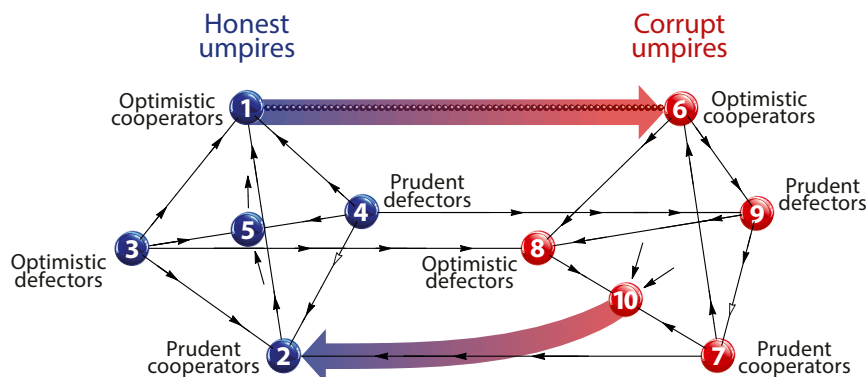 Honest
umpires
Corrupt
umpires
Optimistic
cooperators
1
6
Optimistic
cooperators
Prudent
defectors
4
Prudent
defectors
9
5
3
8
Optimistic
defectors
Optimistic
defectors
10
Prudent
cooperators
2
7
Prudent
cooperators